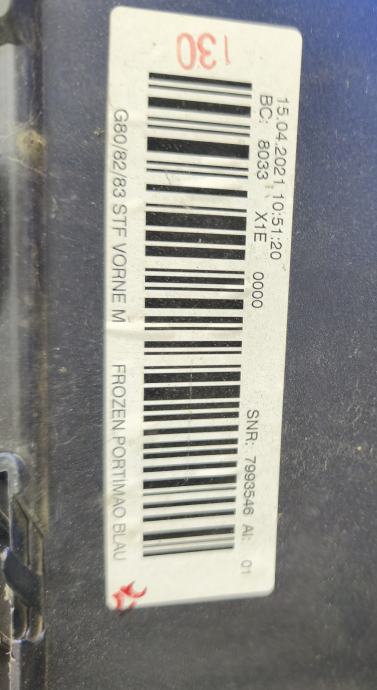 15.04.2021 10:51:20
BC: 8033 X1E 0000 SNR: 7993546 AI: 01
130
G80/82/83 STF VORNE M FROZEN PORTIMAO BLAU